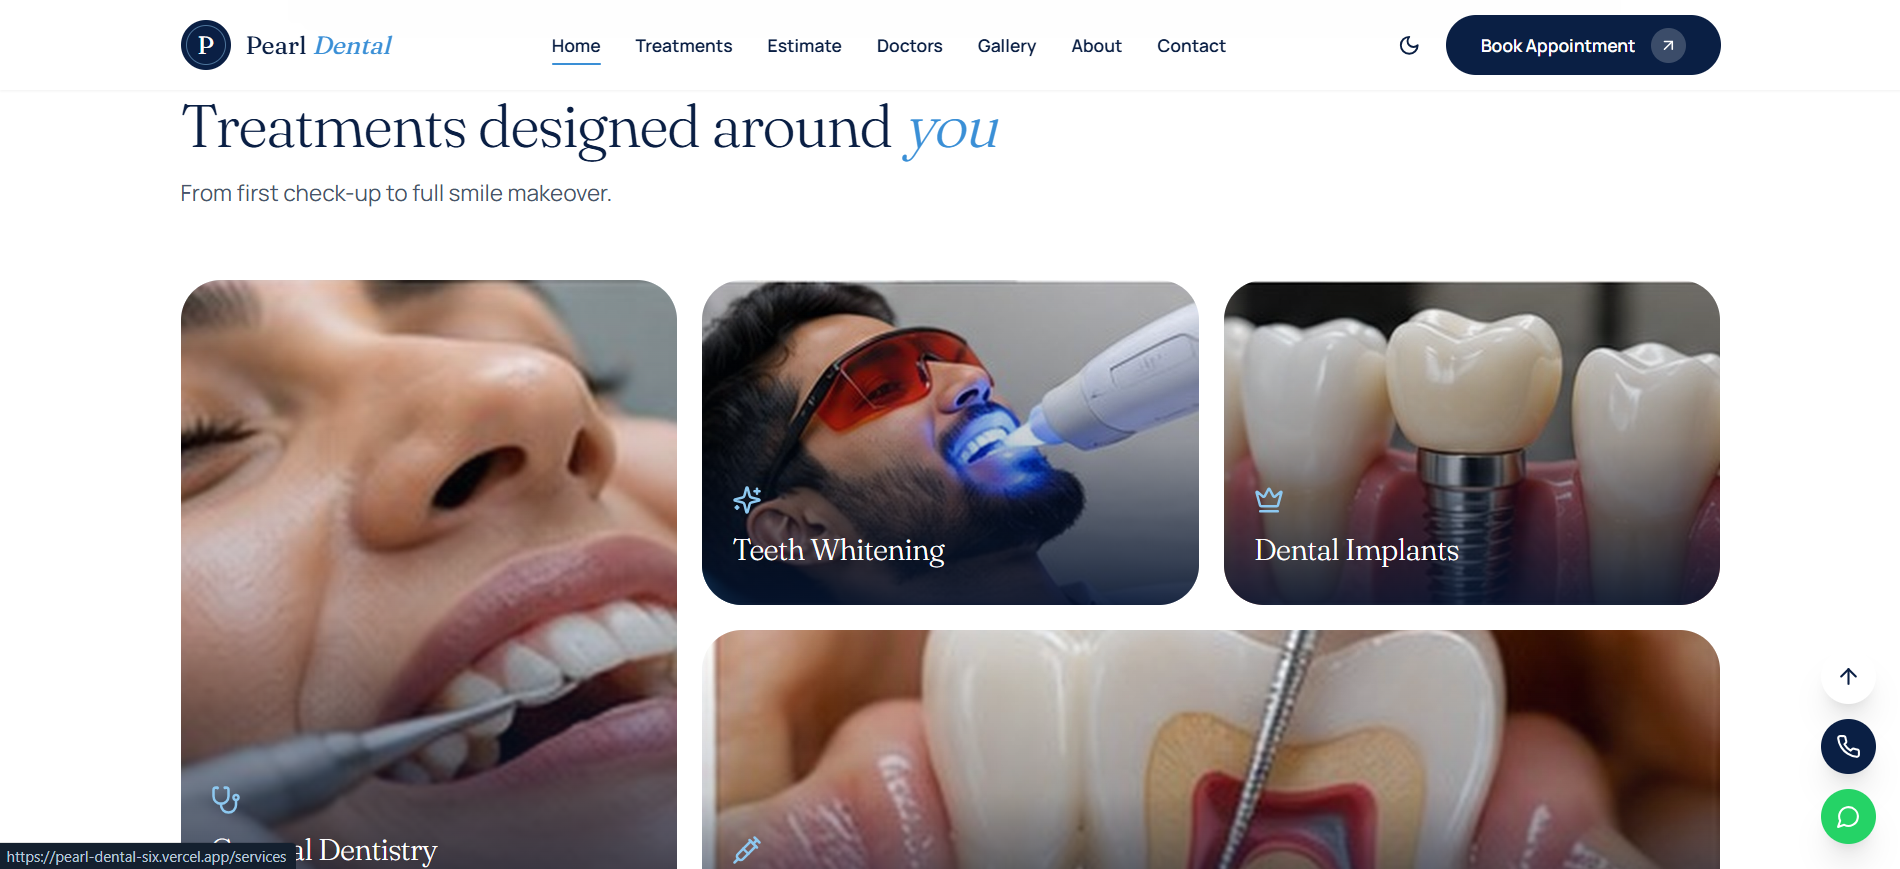 P Pearl Dental
Home Treatments Estimate Doctors Gallery About Contact
Book Appointment
Treatments designed around you
From first check-up to full smile makeover.
Teeth Whitening
Dental Implants
Dentistry
https://pearl-dental-six.vercel.app/services